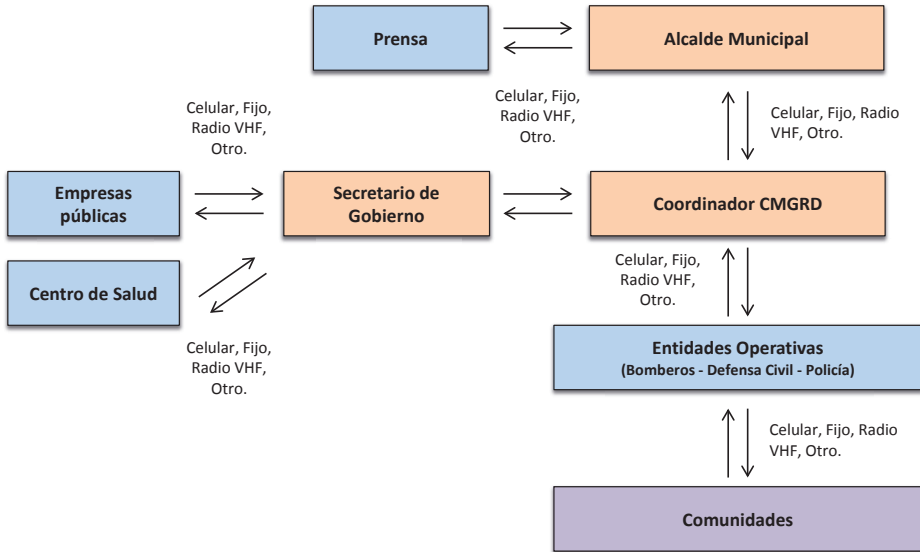 Prensa
Alcalde Municipal
Celular, Fijo,
Radio VHF,
Otro.
Celular, Fijo,
Radio VHF,
Otro.
Celular, Fijo, Radio
VHF, Otro.
Empresas
públicas
Secretario de
Gobierno
Coordinador CMGRD
Centro de Salud
Celular, Fijo,
Radio VHF,
Otro.
Celular, Fijo,
Radio VHF,
Otro.
Entidades Operativas
(Bomberos - Defensa Civil - Policía)
Celular, Fijo, Radio
VHF, Otro.
Comunidades